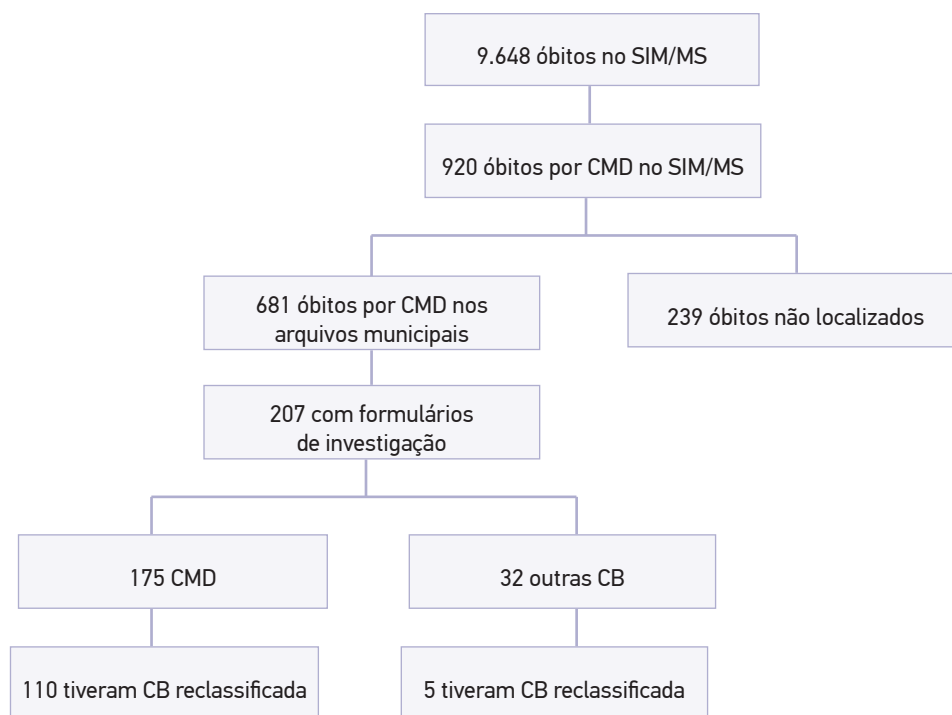 9.648 óbitos no SIM/MS
920 óbitos por CMD no SIM/MS
681 óbitos por CMD nos
arquivos municipais
239 óbitos não localizados
207 com formulários
de investigação
175 CMD
32 outras CB
110 tiveram CB reclassificada
5 tiveram CB reclassificada